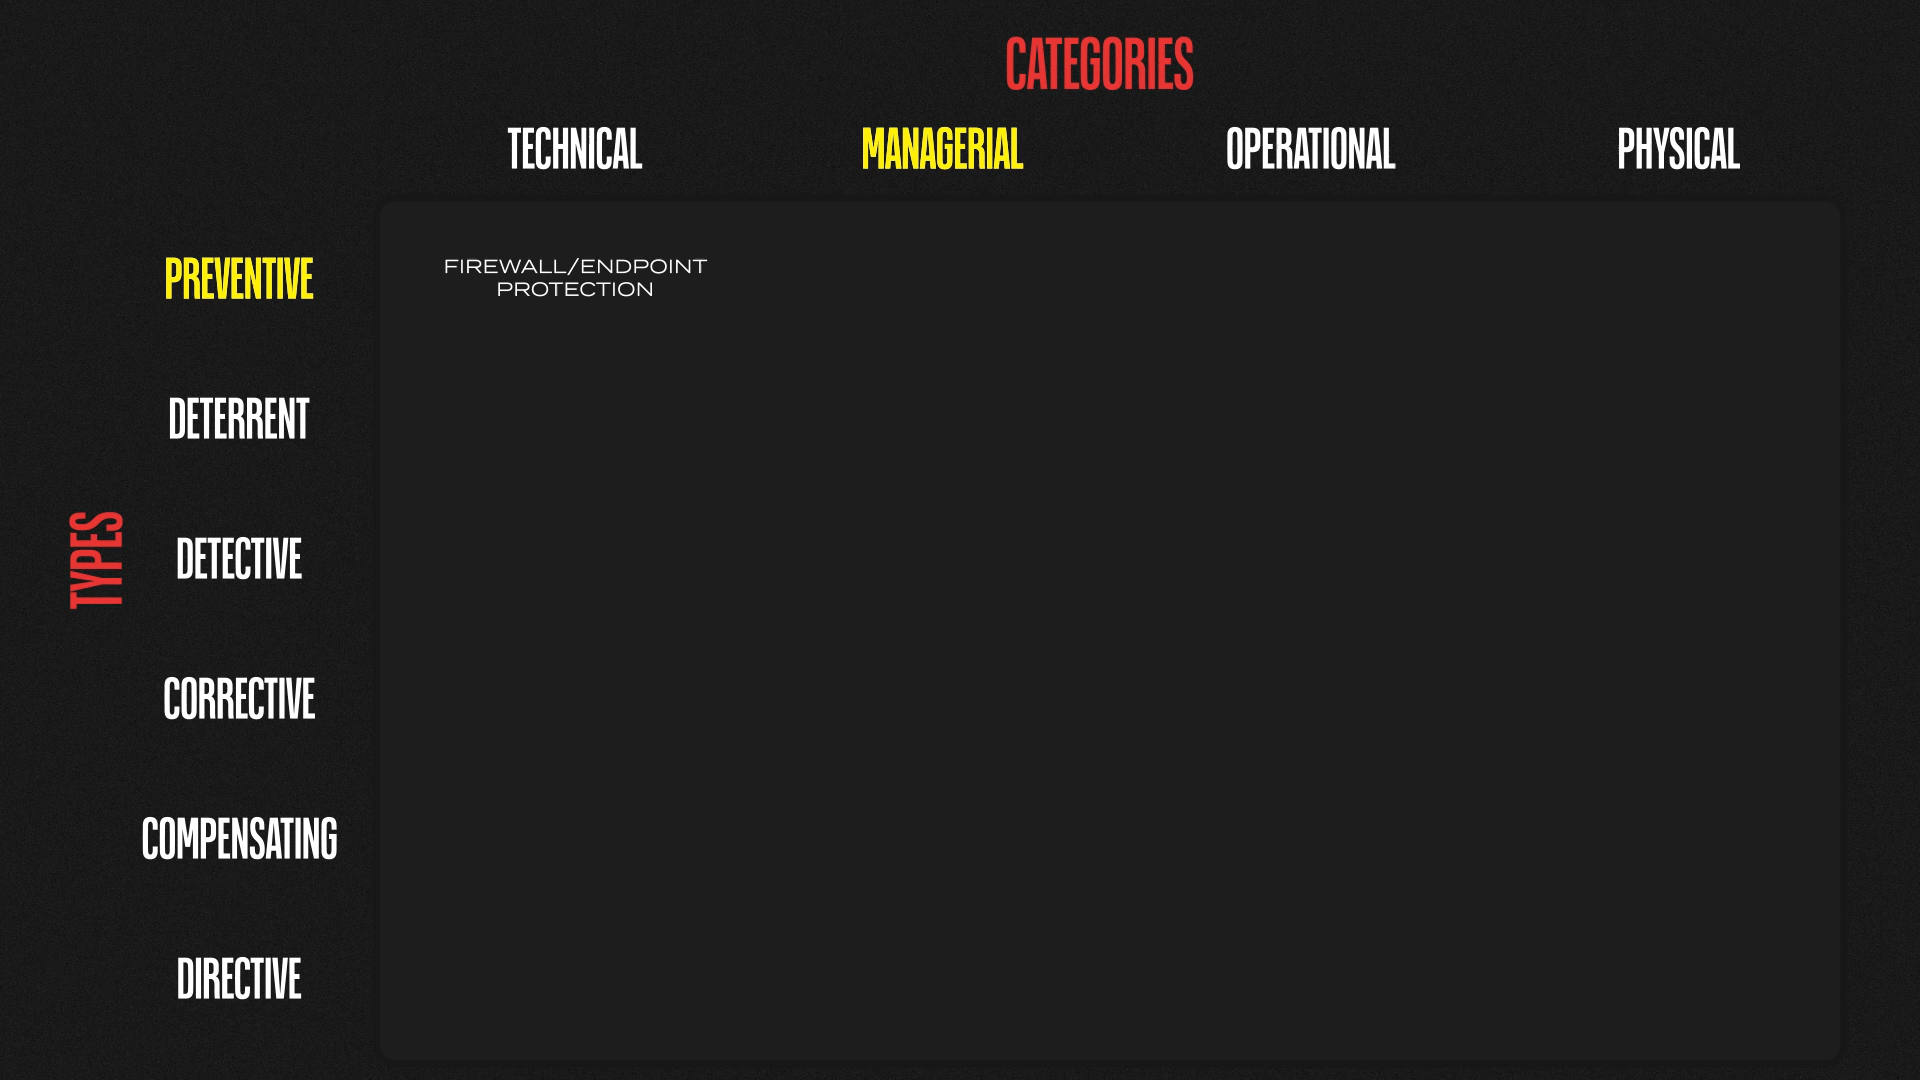 CATEGORIES
TECHNICAL
MANAGERIAL
OPERATIONAL
PHYSICAL
TYPES
PREVENTIVE
FIREWALL/ENDPOINT
PROTECTION
DETERRENT
DETECTIVE
CORRECTIVE
COMPENSATING
DIRECTIVE